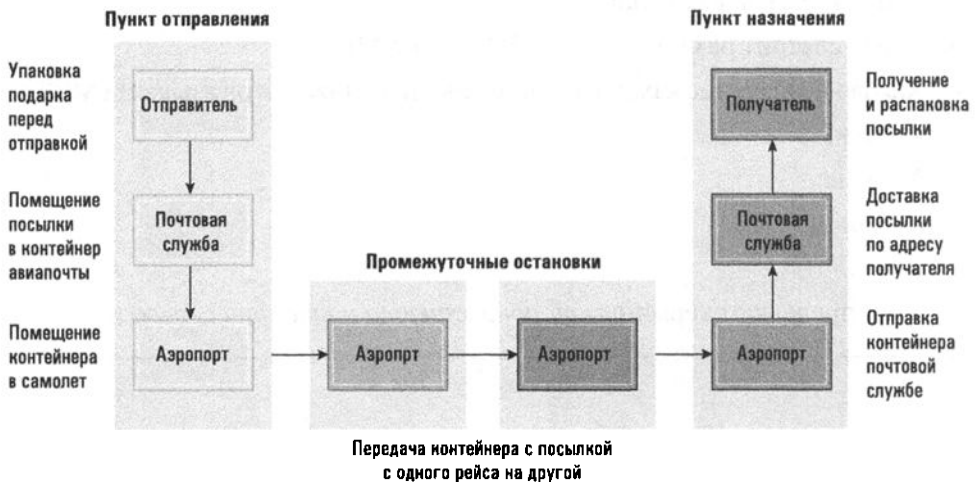 Пункт отправления
Упаковка
подарка
перед
отправкой
Отправитель
Помещение
посылки
в контейнер
авиапочты
Почтовая
служба
Помещение
контейнера
в самолет
Аэропорт
Промежуточные остановки
Аэропрт
Аэропорт
Передача контейнера с посылкой
с одного рейса на другой
Пункт назначения
Получатель
Получение
и распаковка
посылки
Почтовая
служба
Доставка
посылки
по адресу
получателя
Аэропорт
Отправка
контейнера
почтовой
службе